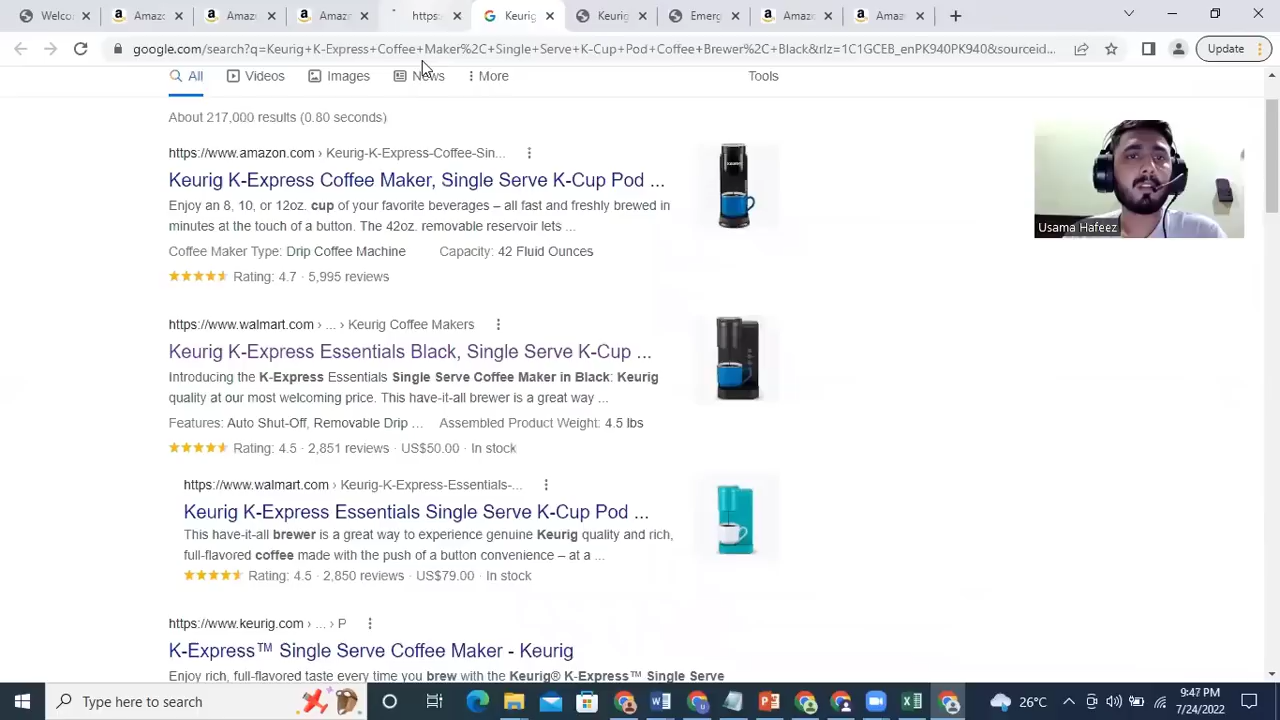 Welco
Amaz
Amaz
Amaz
https:
Keurig
Keurig
Emerg
Amaz
Amaz
google.com/search?q=Keurig+K-Express+Coffee+Maker%2C+Single+Serve+K-Cup+Pod+Coffee+Brewer%2C+Black&rlz=1C1GCEB_enPK940PK940&sourceid...
Update
All
Videos
Images
News
More
Tools
About 217,000 results (0.80 seconds)
https://www.amazon.com › Keurig-K-Express-Coffee-Sin...
Keurig K-Express Coffee Maker, Single Serve K-Cup Pod ...
Enjoy an 8, 10, or 12oz. cup of your favorite beverages – all fast and freshly brewed in
minutes at the touch of a button. The 42oz. removable reservoir lets ...
Coffee Maker Type: Drip Coffee Machine Capacity: 42 Fluid Ounces
Rating: 4.7 · 5,995 reviews
Usama Hafeez
https://www.walmart.com › ... › Keurig Coffee Makers
Keurig K-Express Essentials Black, Single Serve K-Cup ...
Introducing the K-Express Essentials Single Serve Coffee Maker in Black: Keurig
quality at our most welcoming price. This have-it-all brewer is a great way ...
Features: Auto Shut-Off, Removable Drip ... Assembled Product Weight: 4.5 lbs
Rating: 4.5 · 2,851 reviews · US$50.00 · In stock
https://www.walmart.com › Keurig-K-Express-Essentials-...
Keurig K-Express Essentials Single Serve K-Cup Pod ...
This have-it-all brewer is a great way to experience genuine Keurig quality and rich,
full-flavored coffee made with the push of a button convenience – at a ...
Rating: 4.5 · 2,850 reviews · US$79.00 · In stock
https://www.keurig.com › ... › P
K-Express™ Single Serve Coffee Maker - Keurig
Enjoy rich, full-flavored taste every time you brew with the Keurig® K-Express™ Single Serve
Type here to search
26°C
9:47 PM
7/24/2022